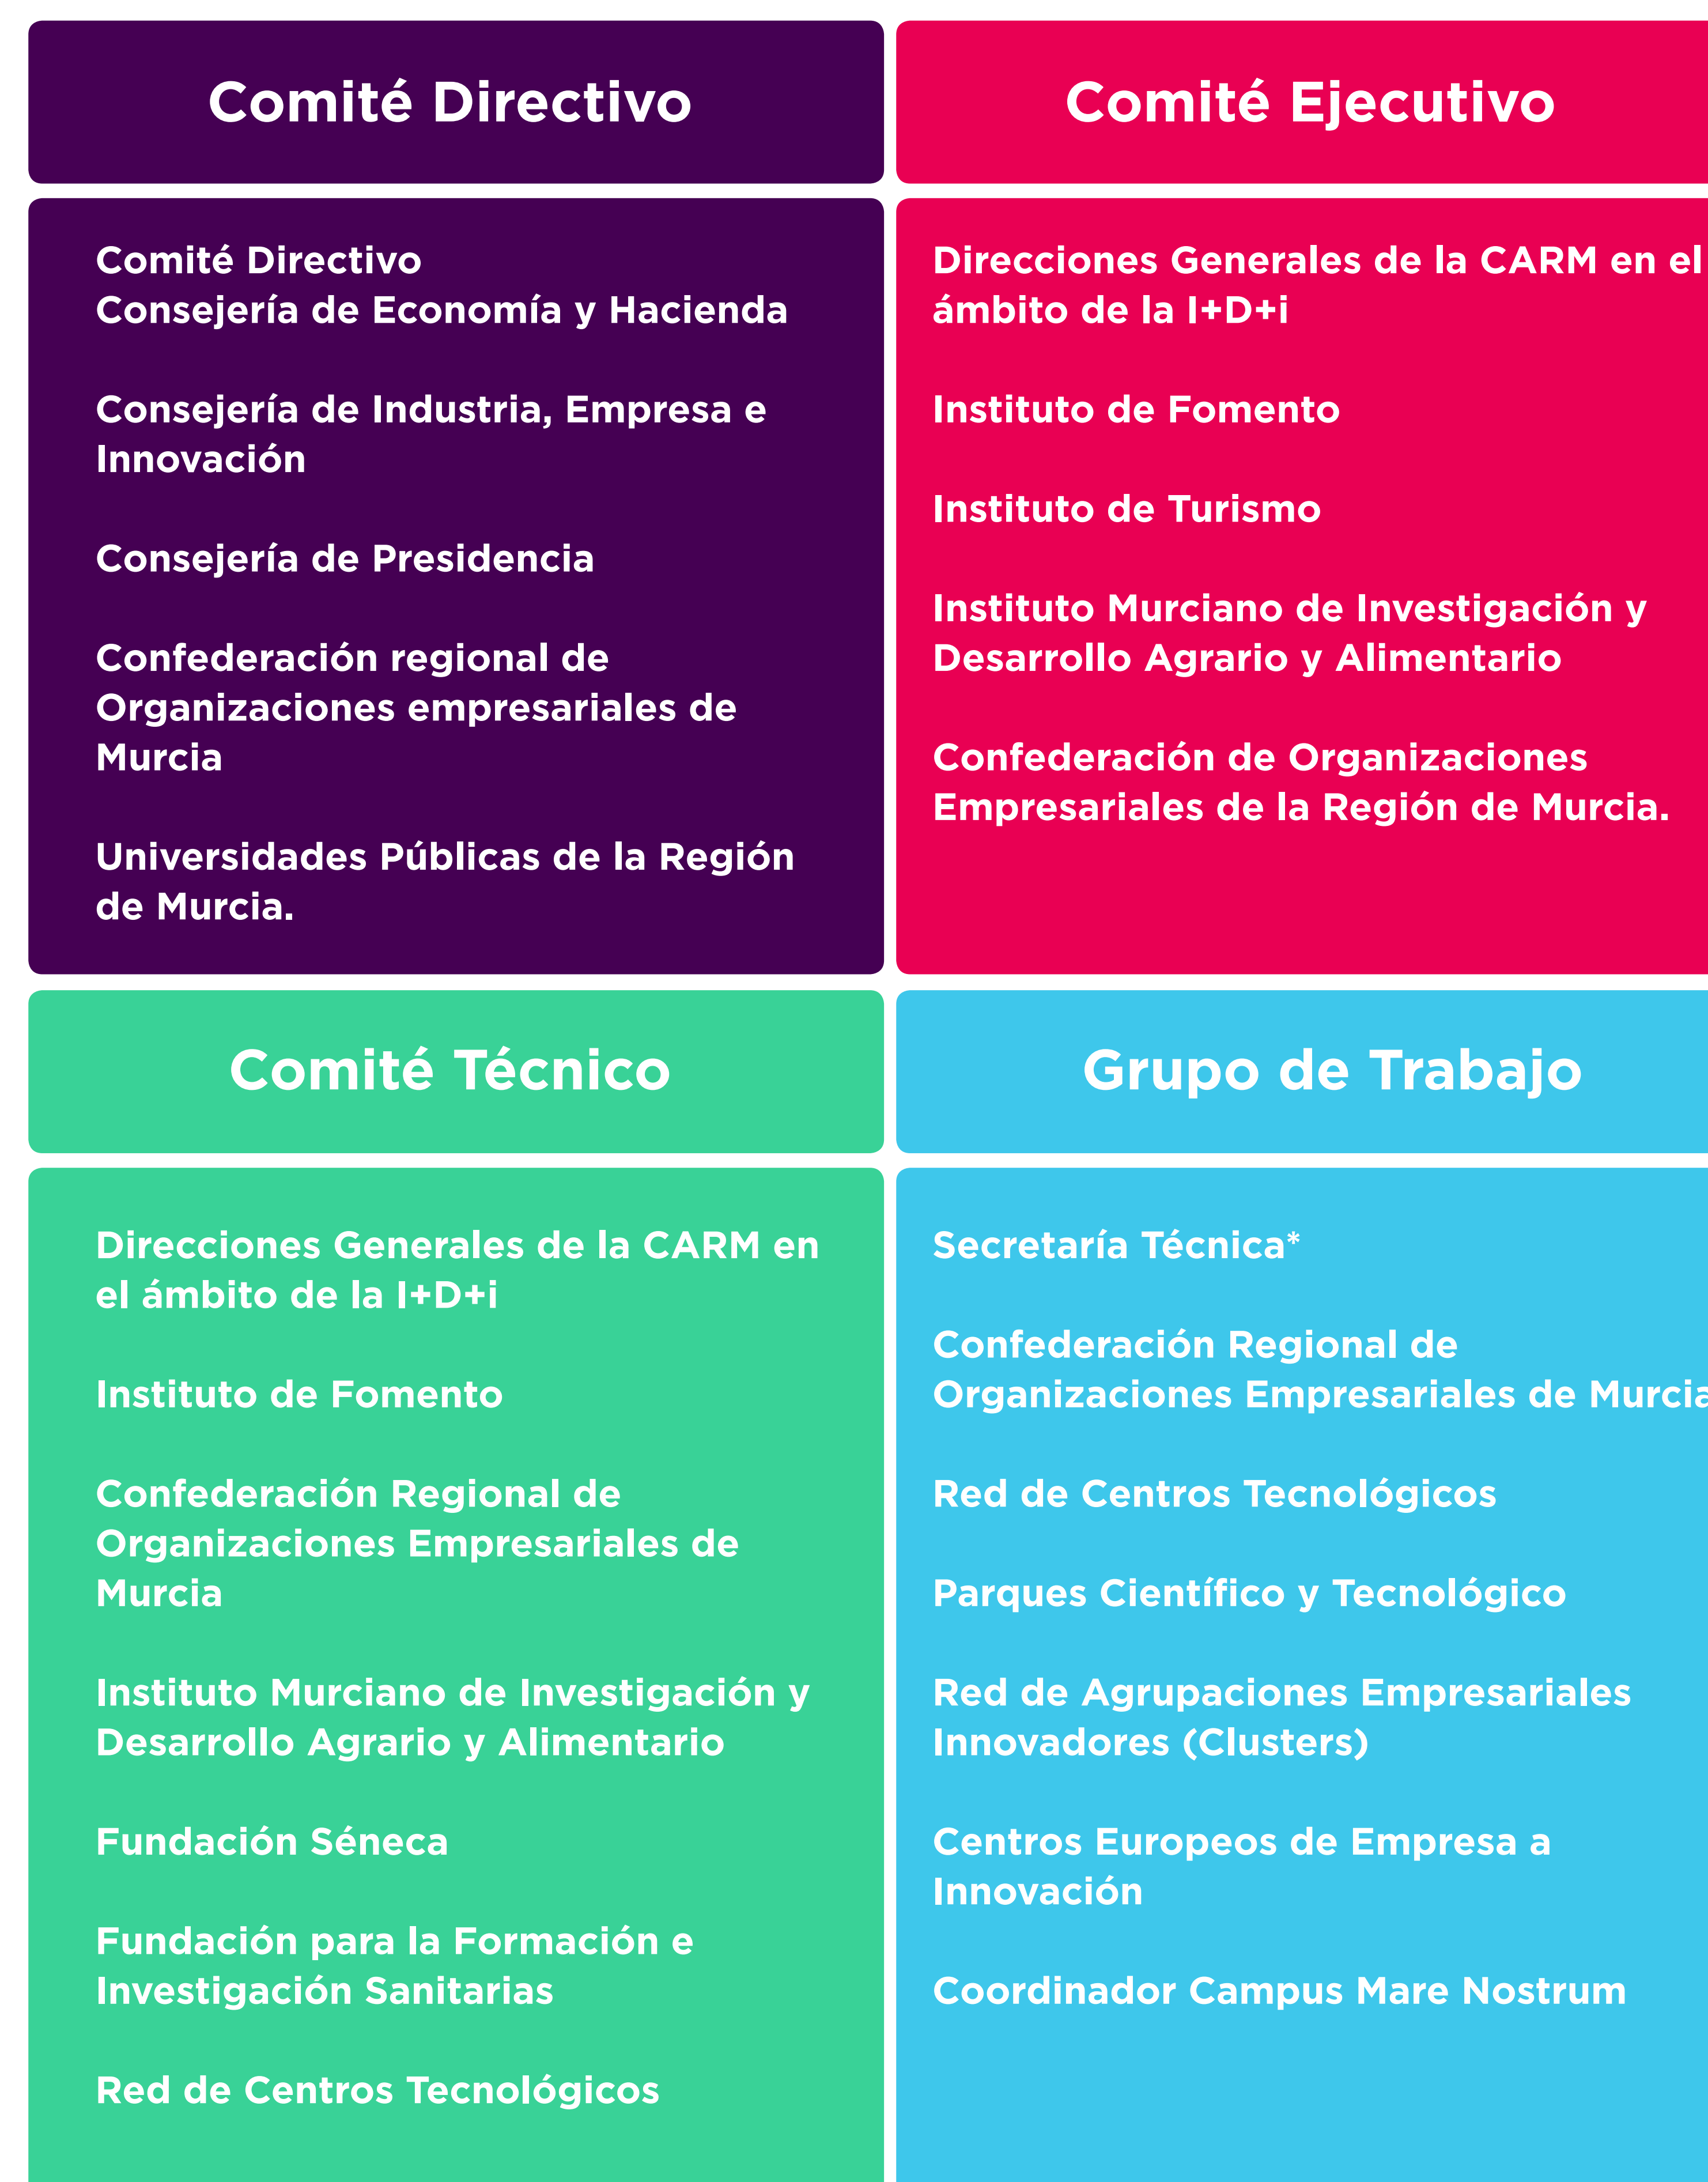 Comité Directivo
Comité Directivo
Consejería de Economía y Hacienda
Consejería de Industria, Empresa e
Innovación
Consejería de Presidencia
Confederación regional de
Organizaciones empresariales de
Murcia
Universidades Públicas de la Región
de Murcia.
Comité Ejecutivo
Direcciones Generales de la CARM en el
ámbito de la I+D+i
Instituto de Fomento
Instituto de Turismo
Instituto Murciano de Investigación y
Desarrollo Agrario y Alimentario
Confederación de Organizaciones
Empresariales de la Región de Murcia.
Comité Técnico
Direcciones Generales de la CARM en
el ámbito de la I+D+i
Instituto de Fomento
Confederación Regional de
Organizaciones Empresariales de
Murcia
Instituto Murciano de Investigación y
Desarrollo Agrario y Alimentario
Fundación Séneca
Fundación para la Formación e
Investigación Sanitarias
Red de Centros Tecnológicos
Grupo de Trabajo
Secretaría Técnica*
Confederación Regional de
Organizaciones Empresariales de Murcia
Red de Centros Tecnológicos
Parques Científico y Tecnológico
Red de Agrupaciones Empresariales
Innovadores (Clusters)
Centros Europeos de Empresa a
Innovación
Coordinador Campus Mare Nostrum